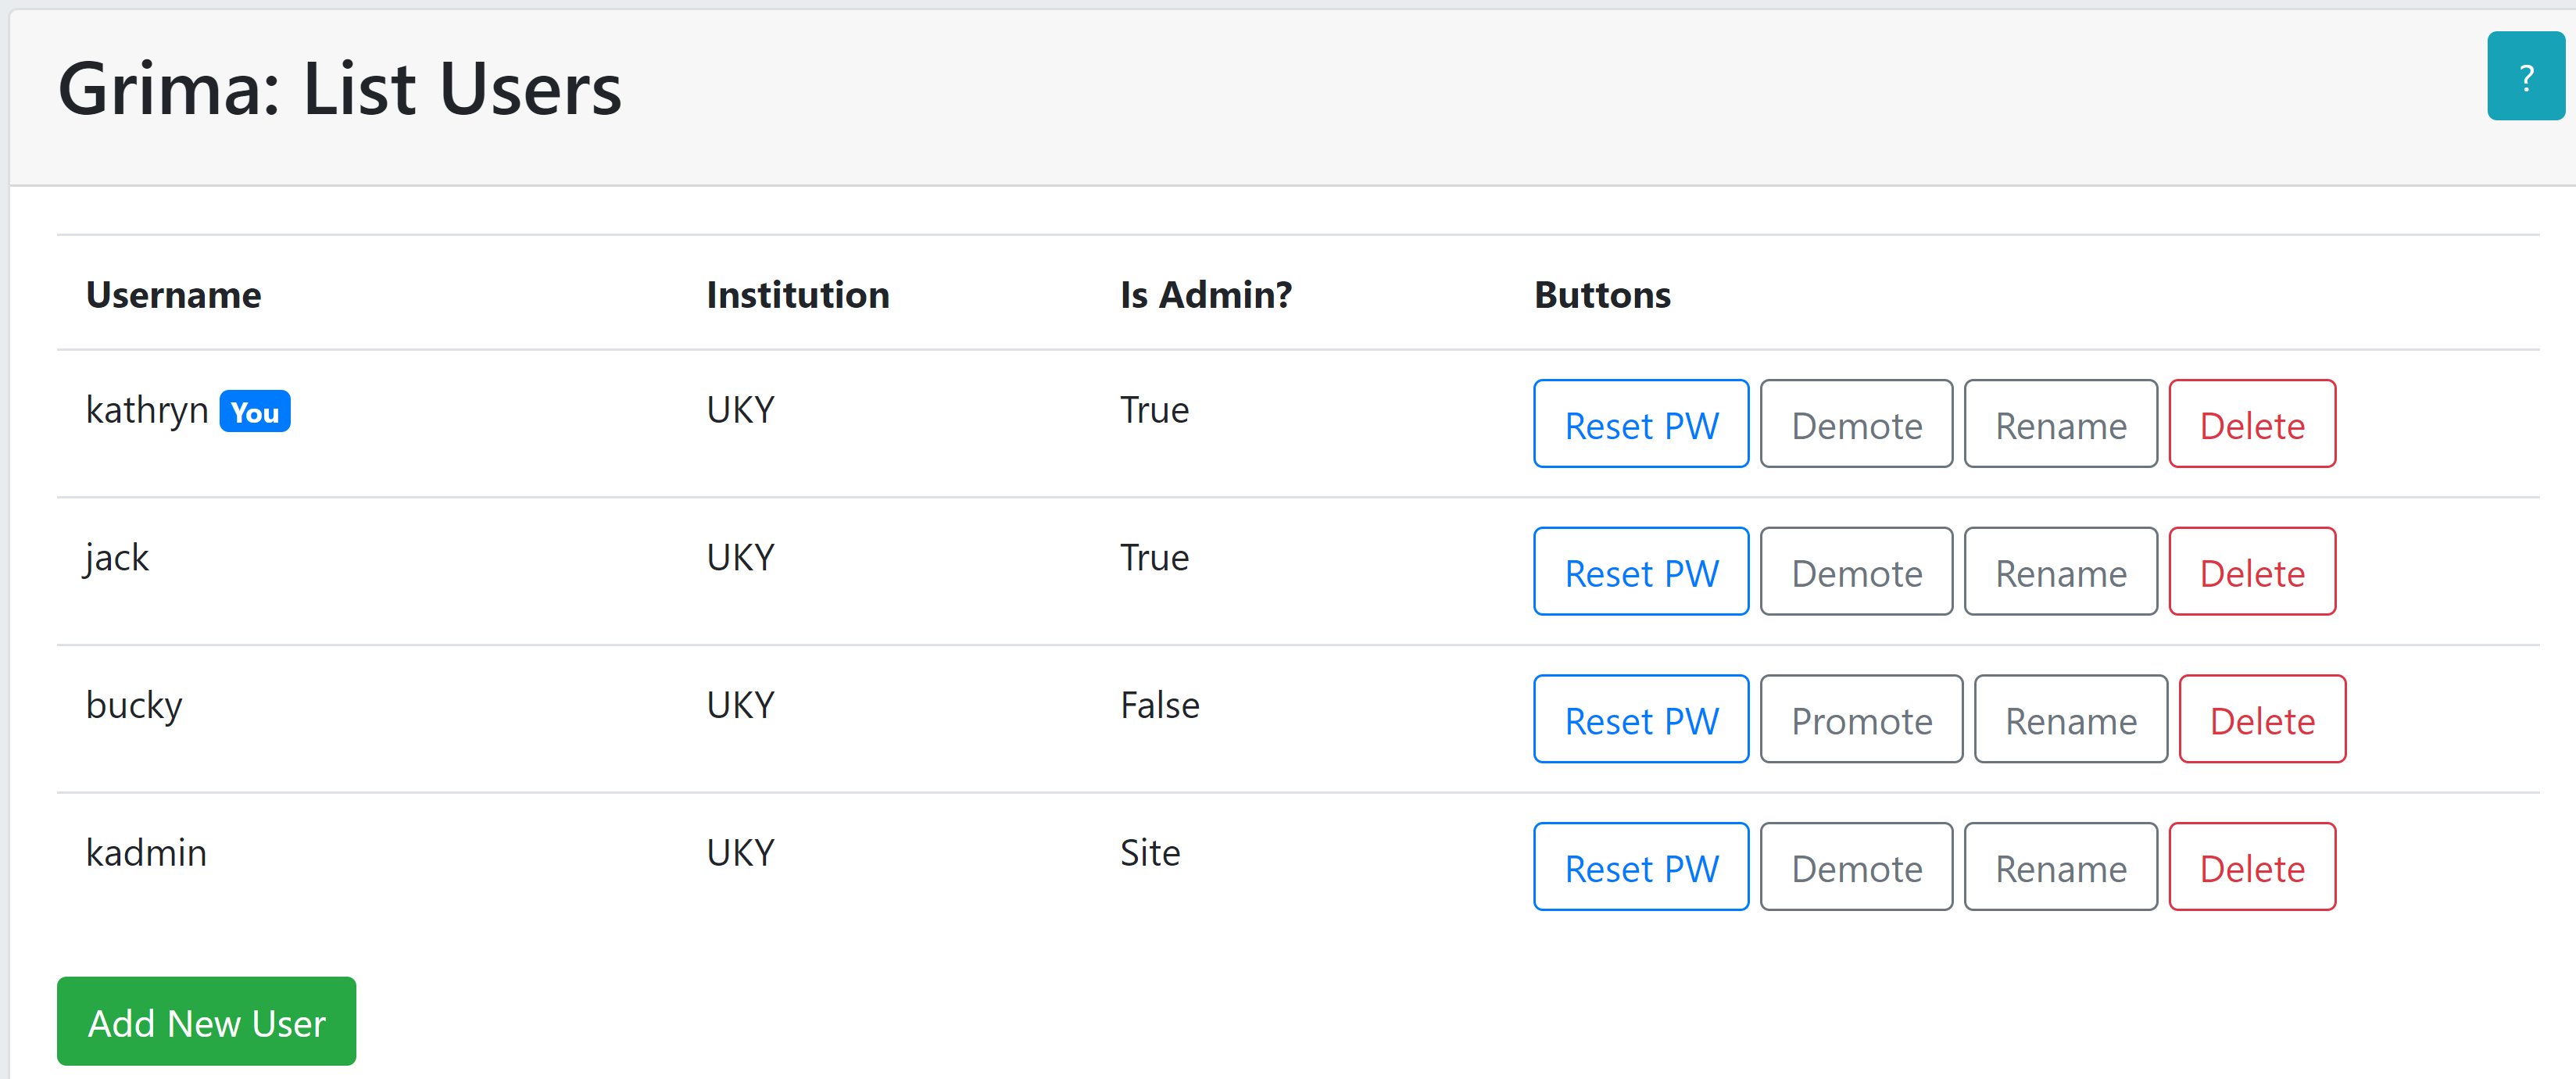 Grima: List Users
?
Username Institution Is Admin? Buttons
kathryn You UKY True Reset PW Demote Rename Delete
jack UKY True Reset PW Demote Rename Delete
bucky UKY False Reset PW Promote Rename Delete
kadmin UKY Site Reset PW Demote Rename Delete
Add New User